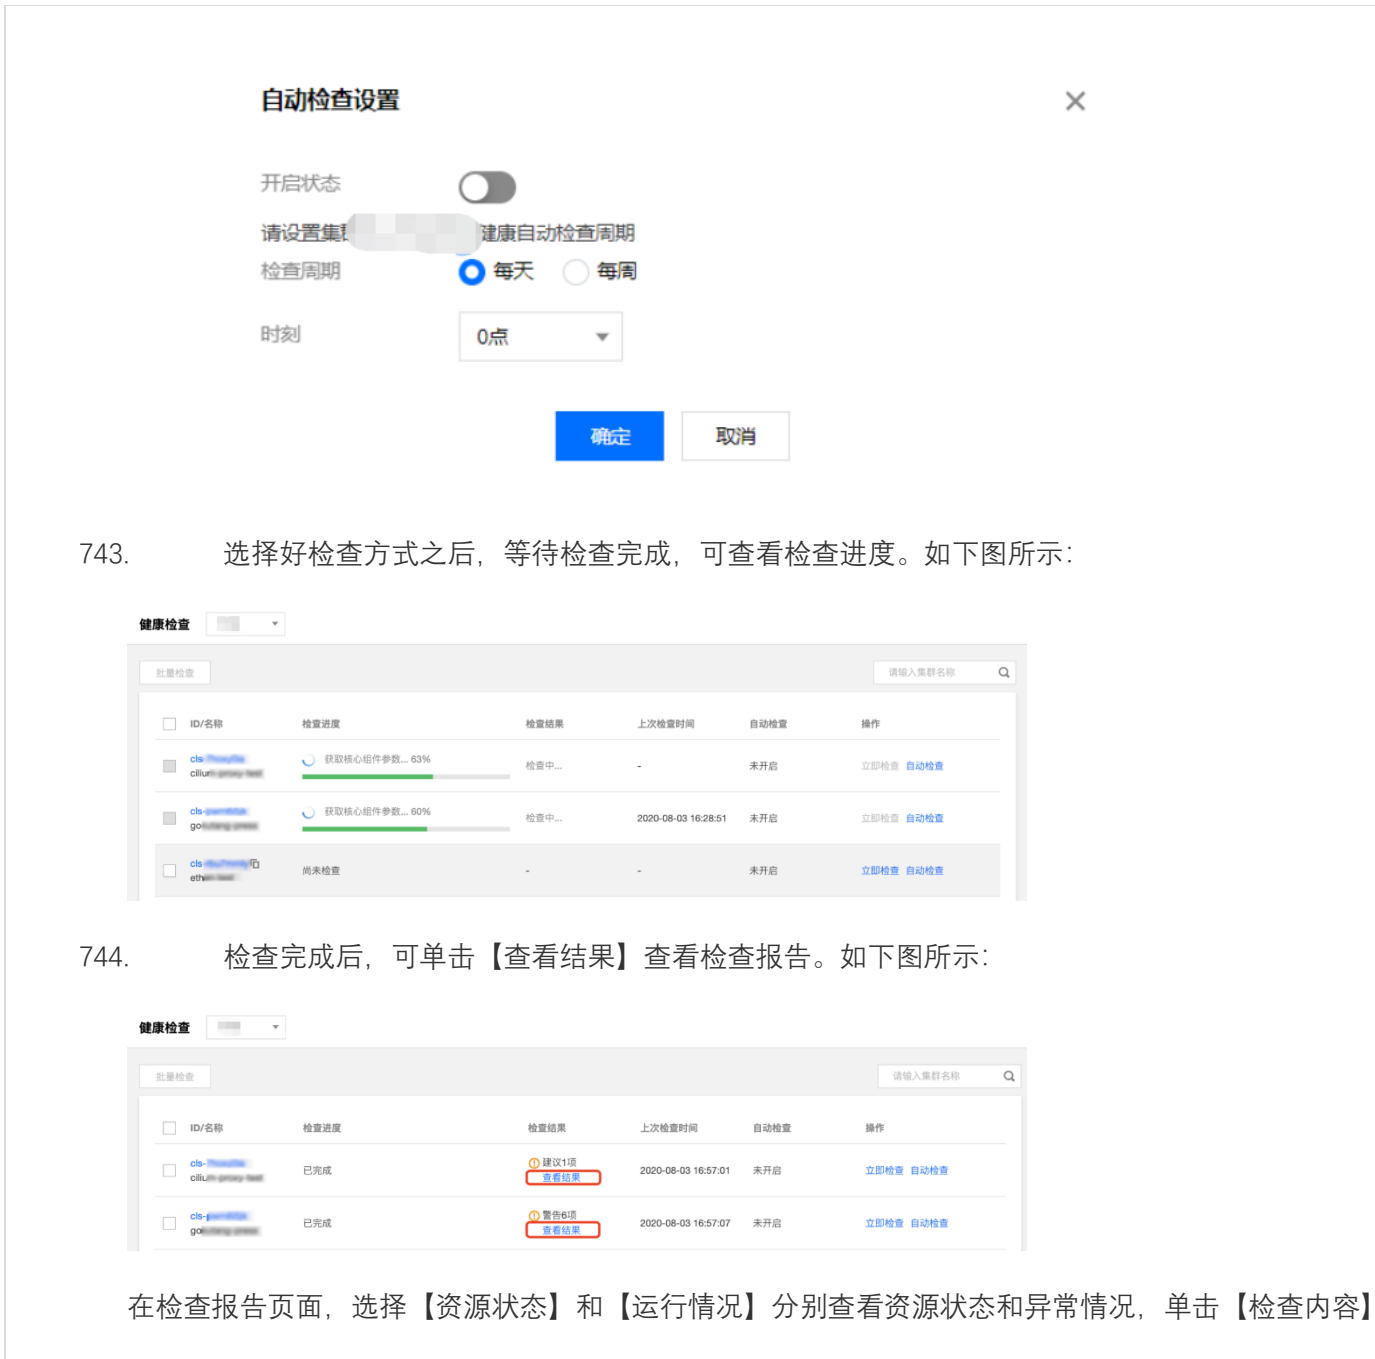 自动检查设置
开启状态
请设置集 健康自动检查周期
检查周期 每天 每周
时刻 0点
确定 取消
743. 选择好检查方式之后，等待检查完成，可查看检查进度。如下图所示：
健康检查
批量检查 请输入集群名称
ID/名称 检查进度 检查结果 上次检查时间 自动检查 操作
cls 获取核心组件参数... 63%
cilium-proxy-test 检查中... - 未开启 立即检查 自动检查
cls- 获取核心组件参数... 60%
go 检查中... 2020-08-03 16:28:51 未开启 立即检查 自动检查
cls
尚未检查 - - 未开启 立即检查 自动检查
744. 检查完成后，可单击【查看结果】查看检查报告。如下图所示：
健康检查
批量检查 请输入集群名称
ID/名称 检查进度 检查结果 上次检查时间 自动检查 操作
cls- 建议1项
cilium-proxy-test 已完成 查看结果 2020-08-03 16:57:01 未开启 立即检查 自动检查
cls- 警告6项
go 已完成 查看结果 2020-08-03 16:57:07 未开启 立即检查 自动检查
在检查报告页面，选择【资源状态】和【运行情况】分别查看资源状态和异常情况，单击【检查内容】